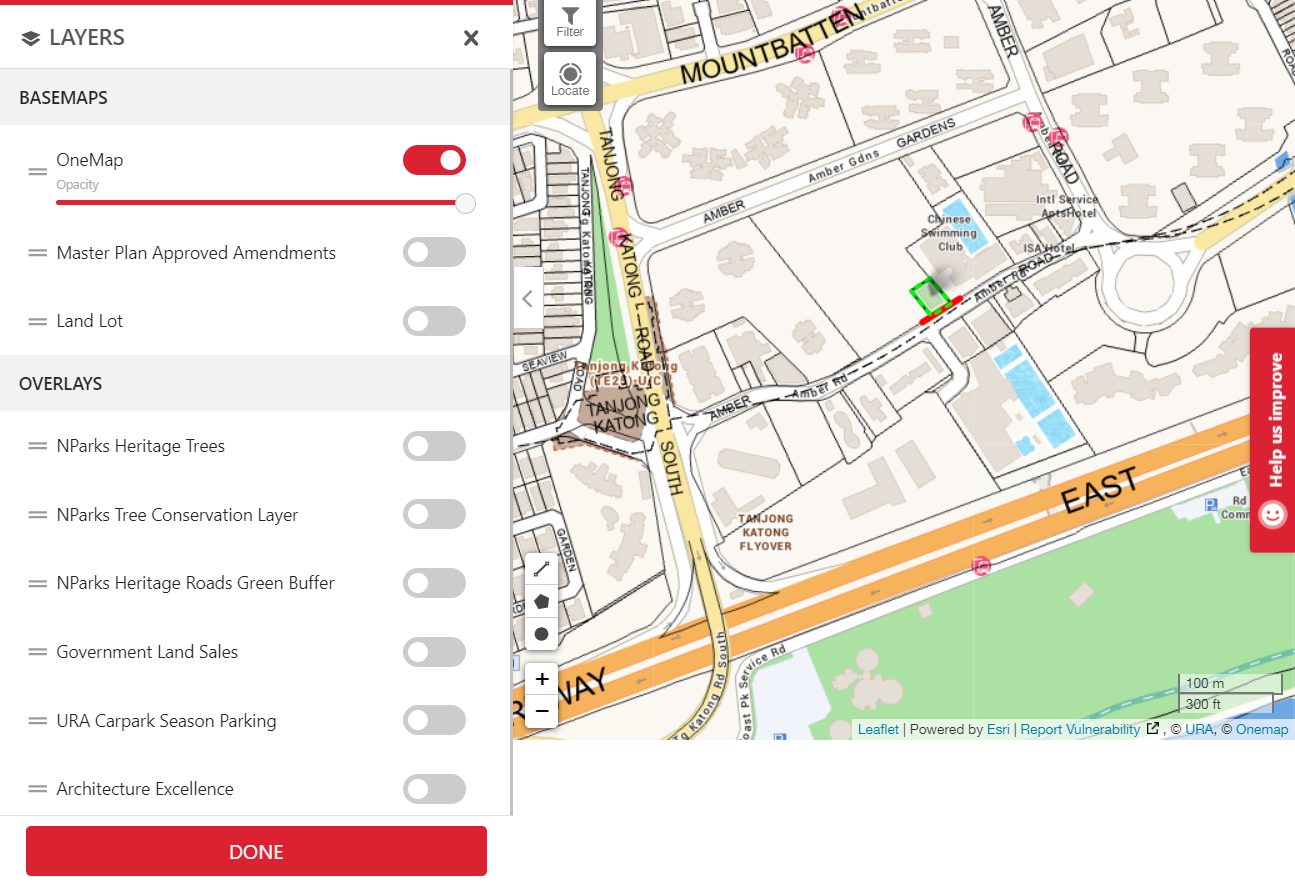 LAYERS
BASEMAPS
OneMap
Opacity
Master Plan Approved Amendments
Land Lot
OVERLAYS
NParks Heritage Trees
NParks Tree Conservation Layer
NParks Heritage Roads Green Buffer
Government Land Sales
URA Carpark Season Parking
Architecture Excellence
DONE
Filter
Locate
MOUNTBATTEN
AMBER
ROAD
Amber Gdns
GARDENS
AMBER
TANJONG
KATONG
ROAD
SOUTH
TANJONG
KATONG
Chinese
Swimming
Club
Intl Service
AptsHotel
ISA Hotel
Amber Rd
ROAD
SEAVIEW
ROAD
Tanjong Katong
(TE25) U/C
TANJONG
KATONG
AMBER
Amber Rd
GARDEN
TANJONG
KATONG
FLYOVER
EAST
Rd
WAY
Katong Rd South
Pk Service Rd
Help us improve
+
−
100 m
300 ft
Leaflet | Powered by Esri | Report Vulnerability , © URA, © Onemap